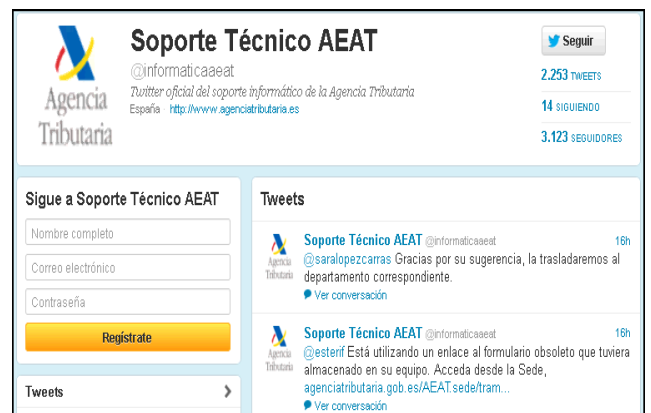 Soporte Técnico AEAT
@informaticaaeat
Twitter oficial del soporte informático de la Agencia Tributaria
España · http://www.agenciatributaria.es
Agencia
Tributaria
Seguir
2.253 TWEETS
14 SIGUIENDO
3.123 SEGUIDORES
Sigue a Soporte Técnico AEAT
Nombre completo
Correo electrónico
Contraseña
Regístrate
Tweets
Tweets
Soporte Técnico AEAT @informaticaaeat 16h
@saralopezcarras Gracias por su sugerencia, la trasladaremos al
departamento correspondiente.
Ver conversación
Agencia
Tributaria
Soporte Técnico AEAT @informaticaaeat 16h
@esterif Está utilizando un enlace al formulario obsoleto que tuviera
almacenado en su equipo. Acceda desde la Sede,
agenciatributaria.gob.es/AEAT.sede/tram...
Ver conversación
Agencia
Tributaria